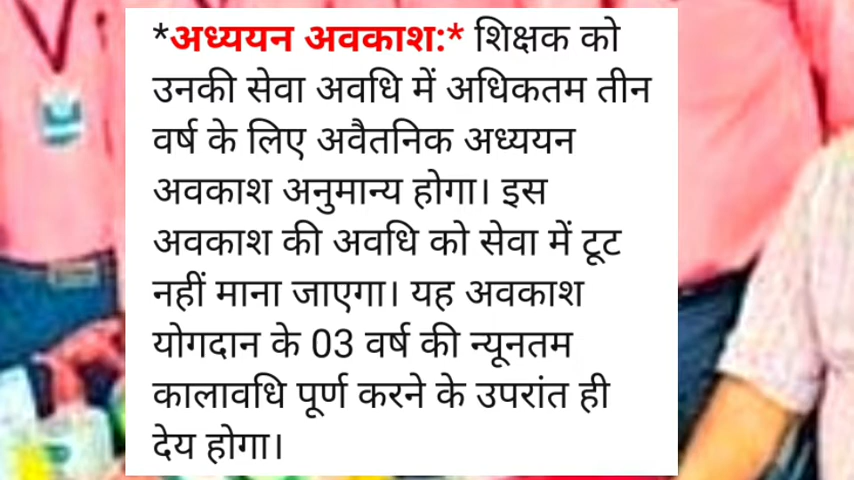 *अध्ययन अवकाश:* शिक्षक को
उनकी सेवा अवधि में अधिकतम तीन
वर्ष के लिए अवैतनिक अध्ययन
अवकाश अनुमान्य होगा। इस
अवकाश की अवधि को सेवा में टूट
नहीं माना जाएगा। यह अवकाश
योगदान के 03 वर्ष की न्यूनतम
कालावधि पूर्ण करने के उपरांत ही
देय होगा।